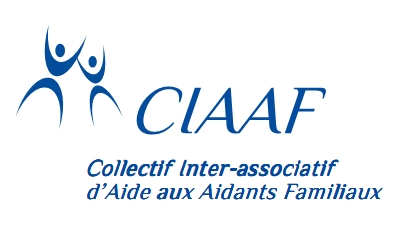 CIAAF
Collectif Inter-associatif
d'Aide aux Aidants Familiaux